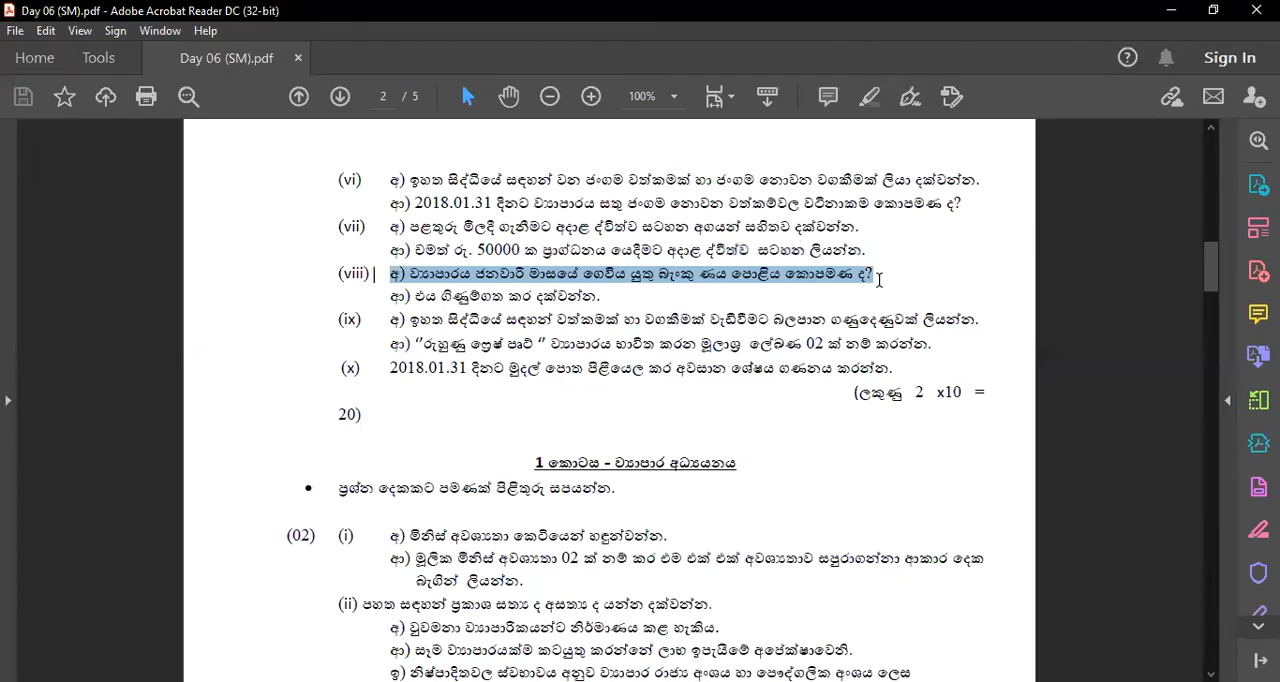 Day 06 (SM).pdf - Adobe Acrobat Reader DC (32-bit)
File Edit View Sign Window Help
Home Tools Day 06 (SM).pdf × Sign In
2 / 5 100%
(vi) අ) ඉහත සිද්ධියේ සඳහන් වන ජංගම වත්කමක් හා ජංගම නොවන වගකීමක් ලියා දක්වන්න.
ආ) 2018.01.31 දිනට ව්‍යාපාරය සතු ජංගම නොවන වත්කම්වල වටිනාකම කොපමණ ද?
(vii) අ) පළතුරු මිලදී ගැනීමට අදාළ ද්විත්ව සටහන අගයන් සහිතව දක්වන්න.
ආ) චමත් රු. 50000 ක ප්‍රාග්ධනය යෙදීමට අදාළ ද්විත්ව සටහන ලියන්න.
(viii) අ) ව්‍යාපාරය ජනවාරි මාසයේ ගෙවිය යුතු බැංකු ණය පොළිය කොපමණ ද?
ආ) එය ගිණුම්ගත කර දක්වන්න.
(ix) අ) ඉහත සිද්ධියේ සඳහන් වත්කමක් හා වගකීමක් වැඩිවීමට බලපාන ගණුදෙණුවක් ලියන්න.
ආ) ‘‘රුහුණු ෆ්‍රෙෂ් පෘට් ‘‘ ව්‍යාපාරය භාවිත කරන මූලාශ්‍ර ලේඛණ 02 ක් නම් කරන්න.
(x) 2018.01.31 දිනට මුදල් පොත පිළියෙල කර අවසාන ශේෂය ගණනය කරන්න.
(ලකුණු 2 x10 =
20)
1 කොටස - ව්‍යාපාර අධ්‍යයනය
• ප්‍රශ්න දෙකකට පමණක් පිළිතුරු සපයන්න.
(02) (i) අ) මිනිස් අවශ්‍යතා කෙටියෙන් හඳුන්වන්න.
ආ) මූලික මිනිස් අවශ්‍යතා 02 ක් නම් කර එම එක් එක් අවශ්‍යතාව සපුරාගන්නා ආකාර දෙක
බැගින් ලියන්න.
(ii) පහත සඳහන් ප්‍රකාශ සත්‍ය ද අසත්‍ය ද යන්න දක්වන්න.
අ) වුවමනා ව්‍යාපාරිකයන්ට නිර්මාණය කළ හැකිය.
ආ) සෑම ව්‍යාපාරයක්ම කටයුතු කරන්නේ ලාභ ඉපැයීමේ අපේක්ෂාවෙනි.
ඉ) නිෂ්පාදිතවල ස්වභාවය අනුව ව්‍යාපාර රාජ්‍ය අංශය හා පෞද්ගලික අංශය ලෙස